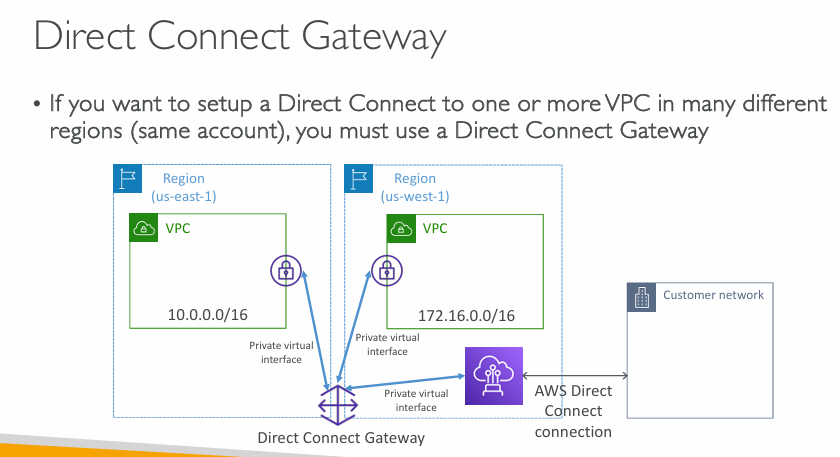 Direct Connect Gateway
• If you want to setup a Direct Connect to one or more VPC in many different
regions (same account), you must use a Direct Connect Gateway
Region
(us-east-1)
Region
(us-west-1)
VPC
VPC
10.0.0.0/16
172.16.0.0/16
Customer network
Private virtual
interface
Private virtual
interface
Private virtual
interface
AWS Direct
Connect
connection
Direct Connect Gateway